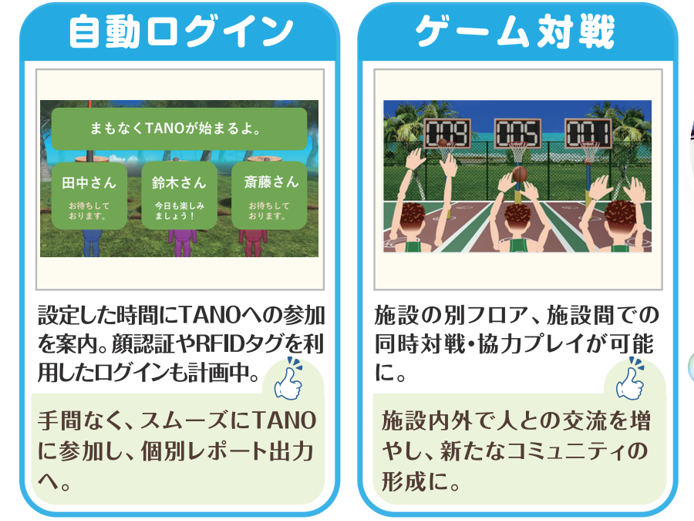 自動ログイン
まもなくTANOが始まるよ。
田中さん
お待ちして
おります。
鈴木さん
今日も楽しみ
ましょう！
斎藤さん
お待ちして
おります。
設定した時間にTANOへの参加
を案内。顔認証やRFIDタグを利
用したログインも計画中。
手間なく、スムーズにTANO
に参加し、個別レポート出力
へ。
ゲーム対戦
009
005
001
施設の別フロア、施設間での
同時対戦・協力プレイが可能
に。
施設内外で人との交流を増
やし、新たなコミュニティの
形成に。